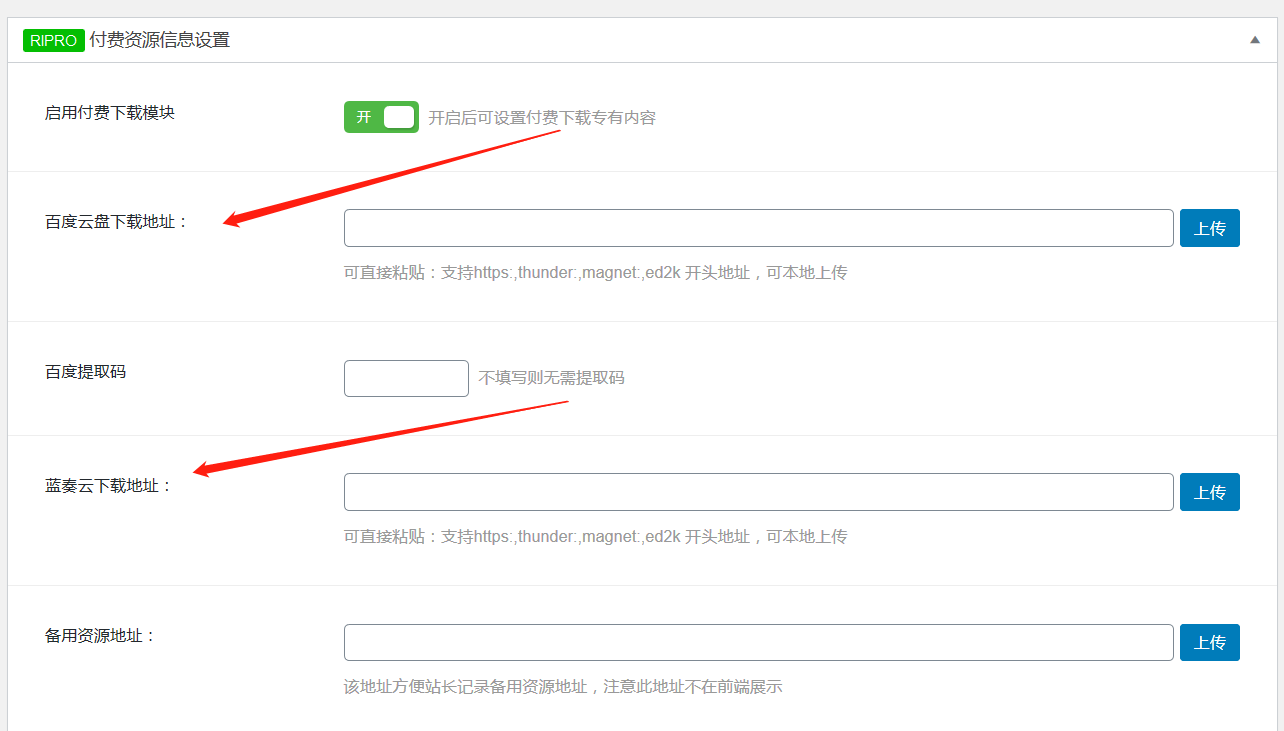 RIPRO 付费资源信息设置
启用付费下载模块
开 开启后可设置付费下载专有内容
百度云盘下载地址：
上传
可直接粘贴：支持https:,thunder:,magnet:,ed2k 开头地址，可本地上传
百度提取码
不填写则无需提取码
蓝奏云下载地址：
上传
可直接粘贴：支持https:,thunder:,magnet:,ed2k 开头地址，可本地上传
备用资源地址：
上传
该地址方便站长记录备用资源地址，注意此地址不在前端展示